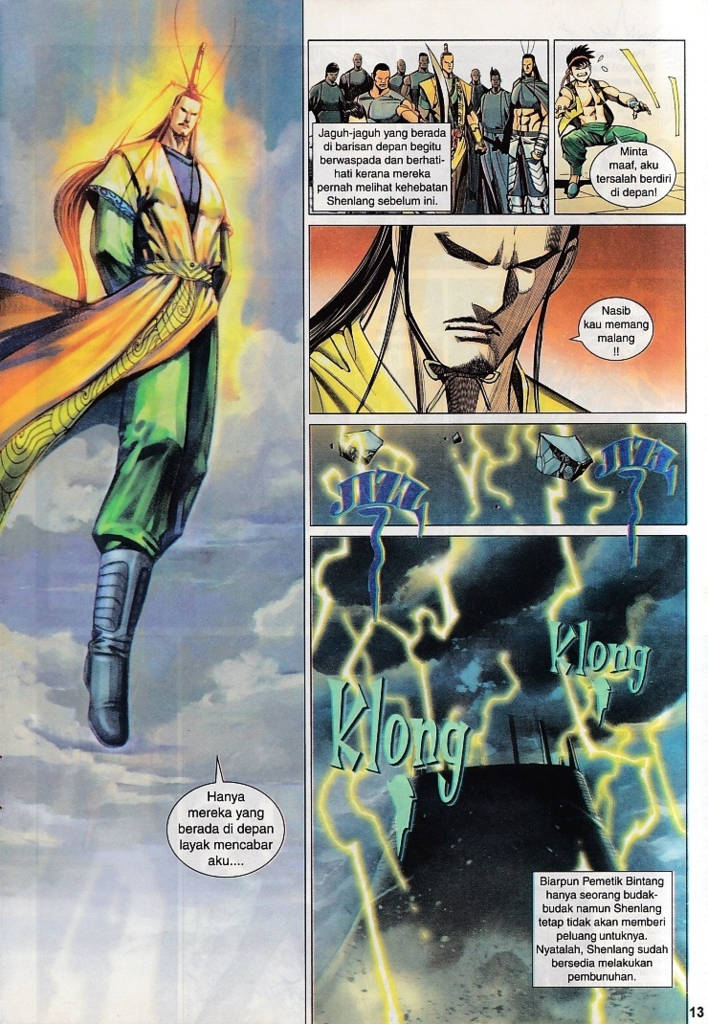 Hanya
mereka yang
berada di depan
layak mencabar
aku....
Jaguh-jaguh yang berada
di barisan depan begitu
berwaspada dan berhati-
hati kerana mereka
pernah melihat kehebatan
Shenlang sebelum ini.
Minta
maaf, aku
tersalah berdiri
di depan!
Nasib
kau memang
malang
!!
JIZZ
JIZZ
Klong
Klong
Biarpun Pemetik Bintang
hanya seorang budak-
budak namun Shenlang
tetap tidak akan memberi
peluang untuknya.
Nyatalah, Shenlang sudah
bersedia melakukan
pembunuhan.
13